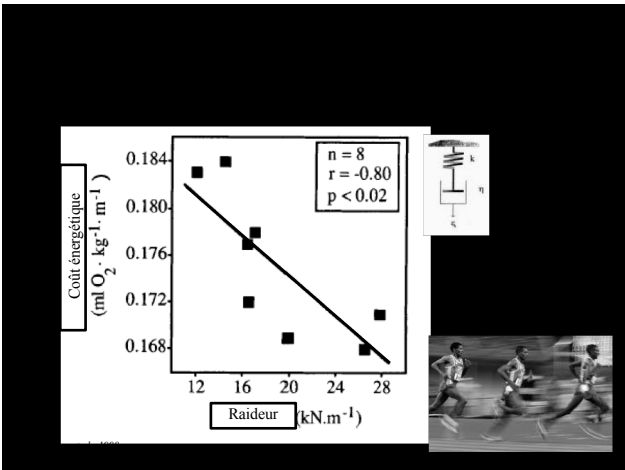 Coût énergétique
(ml O2 · kg-1 · m-1)
0.184
0.180
0.176
0.172
0.168
n = 8
r = -0.80
p < 0.02
12 16 20 24 28
Raideur (kN.m-1)
k
η